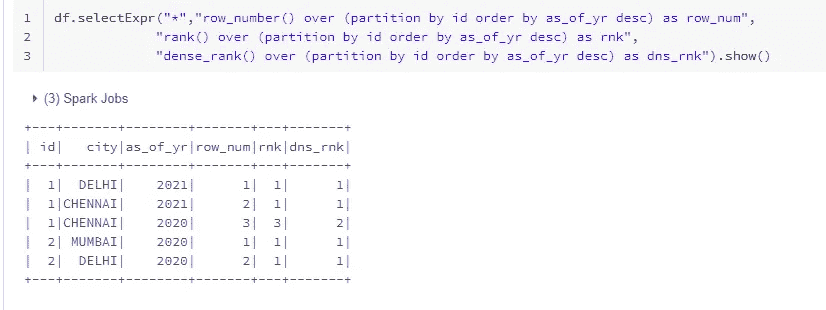 1 df.selectExpr("*","row_number() over (partition by id order by as_of_yr desc) as row_num",
2 "rank() over (partition by id order by as_of_yr desc) as rnk",
3 "dense_rank() over (partition by id order by as_of_yr desc) as dns_rnk").show()
(3) Spark Jobs
+---+-------+--------+-------+---+-------+
| id|   city|as_of_yr|row_num|rnk|dns_rnk|
+---+-------+--------+-------+---+-------+
|  1|  DELHI|    2021|      1|  1|      1|
|  1|CHENNAI|    2021|      2|  1|      1|
|  1|CHENNAI|    2020|      3|  3|      2|
|  2| MUMBAI|    2020|      1|  1|      1|
|  2|  DELHI|    2020|      2|  1|      1|
+---+-------+--------+-------+---+-------+